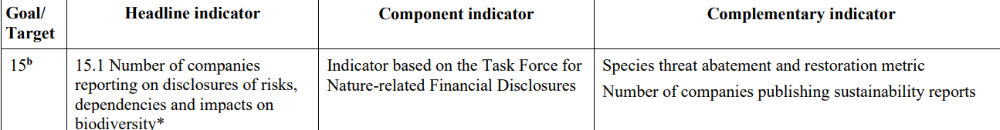 Goal/
Target
Headline indicator
Component indicator
Complementary indicator
15ᵇ
15.1 Number of companies
reporting on disclosures of risks,
dependencies and impacts on
biodiversity*
Indicator based on the Task Force for
Nature-related Financial Disclosures
Species threat abatement and restoration metric
Number of companies publishing sustainability reports